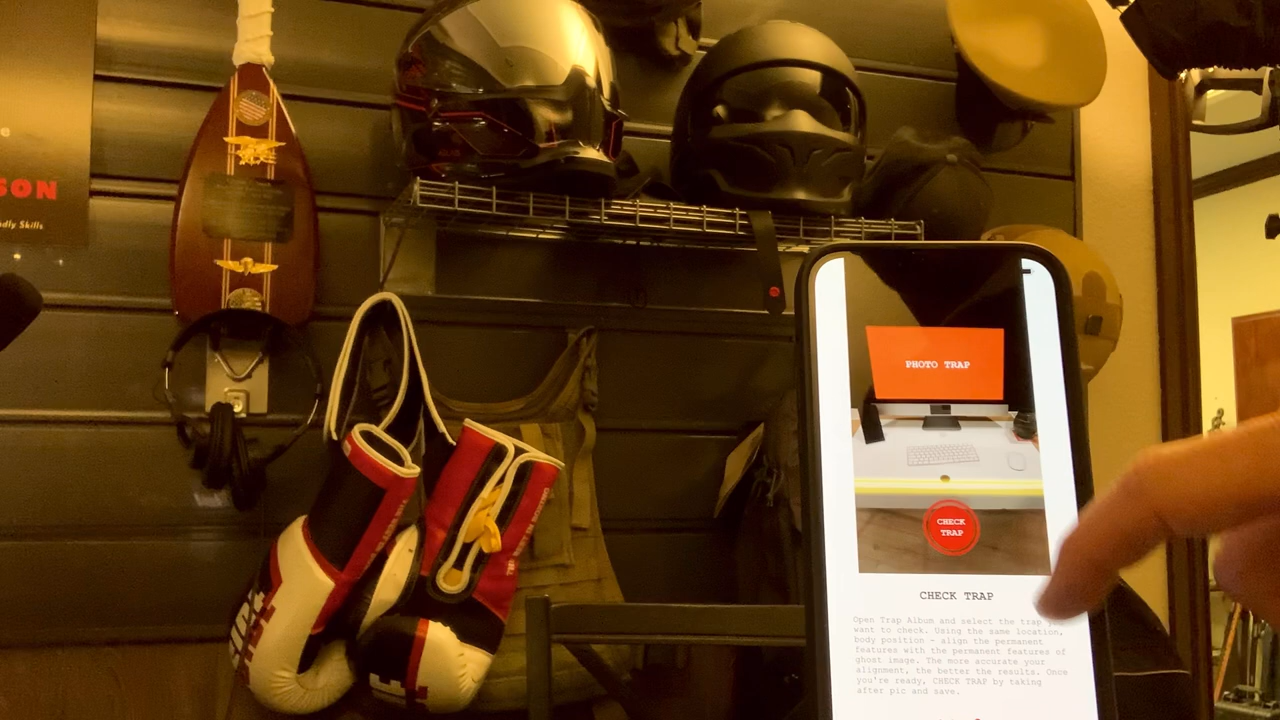 SON
dly Skills
PHOTO TRAP
CHECK
TRAP
CHECK TRAP
Open Trap Album and select the trap
want to check. Using the same location,
body position - align the permanent
features with the permanent features of
ghost image. The more accurate your
alignment, the better the results. Once
you're ready, CHECK TRAP by taking
after pic and save.